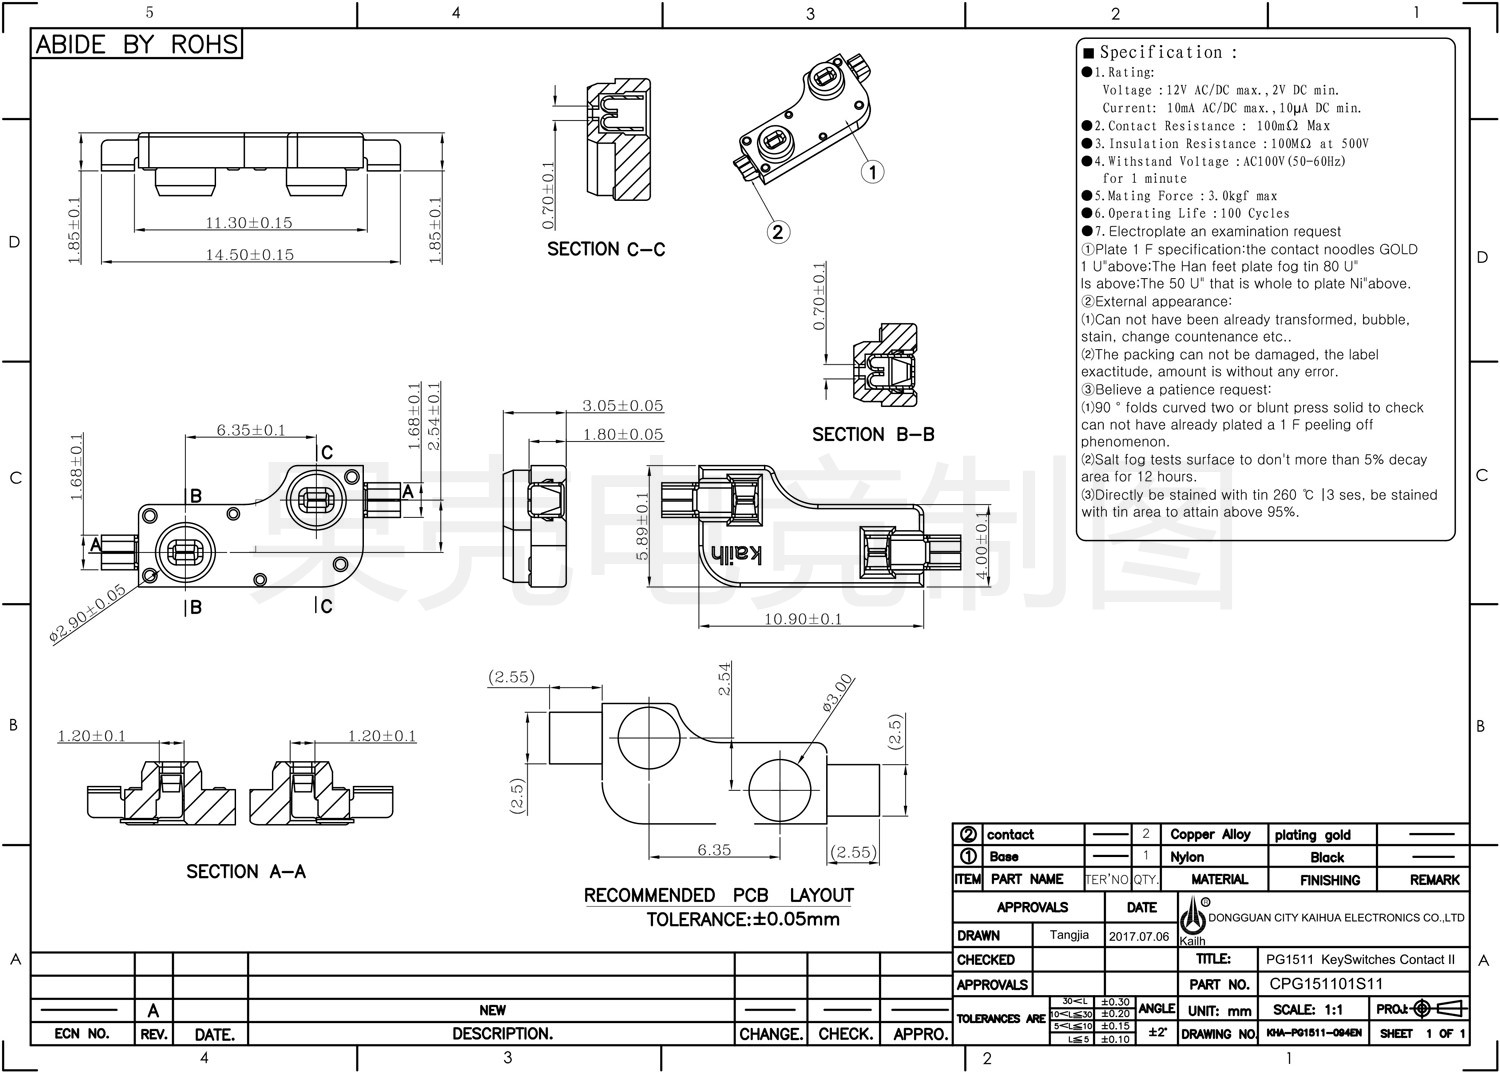 5 4 3 2 1
ABIDE BY ROHS
D
C
B
A
1.85±0.1
11.30±0.15
14.50±0.15
1.85±0.1
0.70±0.1
SECTION C-C
1
2
0.70±0.1
SECTION B-B
■ Specification :
●1.Rating:
Voltage :12V AC/DC max.,2V DC min.
Current: 10mA AC/DC max.,10μA DC min.
●2.Contact Resistance : 100mΩ Max
●3.Insulation Resistance :100MΩ at 500V
●4.Withstand Voltage :AC100V(50-60Hz)
for 1 minute
●5.Mating Force :3.0kgf max
●6.Operating Life :100 Cycles
●7. Electroplate an examination request
①Plate 1 F specification:the contact noodles GOLD
1 U"above;The Han feet plate fog tin 80 U"
Is above;The 50 U" that is whole to plate Ni"above.
②External appearance:
⑴Can not have been already transformed, bubble,
stain, change countenance etc..
⑵The packing can not be damaged, the label
exactitude, amount is without any error.
③Believe a patience request:
⑴90 ° folds curved two or blunt press solid to check
can not have already plated a 1 F peeling off
phenomenon.
⑵Salt fog tests surface to don't more than 5% decay
area for 12 hours.
⑶Directly be stained with tin 260 ℃ |3 ses, be stained
with tin area to attain above 95%.
D
C
B
A
1.68±0.1
6.35±0.1
1.68±0.1
2.54±0.1
B
C
A
A
B
C
ø2.90±0.05
3.05±0.05
1.80±0.05
5.89±0.1
kailh
4.00±0.1
10.90±0.1
果壳电竞制图
1.20±0.1
1.20±0.1
SECTION A-A
(2.55)
(2.5)
2.54
ø3.00
(2.5)
6.35
(2.55)
RECOMMENDED PCB LAYOUT
TOLERANCE:±0.05mm
② contact 2 Copper Alloy plating gold
① Base 1 Nylon Black
ITEM PART NAME TER'NO QTY. MATERIAL FINISHING REMARK
APPROVALS DATE
Kailh ® DONGGUAN CITY KAIHUA ELECTRONICS CO.,LTD
DRAWN Tangjia 2017.07.06
CHECKED TITLE: PG1511 KeySwitches Contact II
APPROVALS PART NO. CPG151101S11
TOLERANCES ARE
30<L ±0.30
10<L≦30 ±0.20
5<L≦10 ±0.15
L≦5 ±0.10
ANGLE
±2°
UNIT: mm SCALE: 1:1 PROJ:
DRAWING NO. KHA-PG1511-094EN SHEET 1 OF 1
A NEW
ECN NO. REV. DATE. DESCRIPTION. CHANGE. CHECK. APPRO.
4 3 2 1